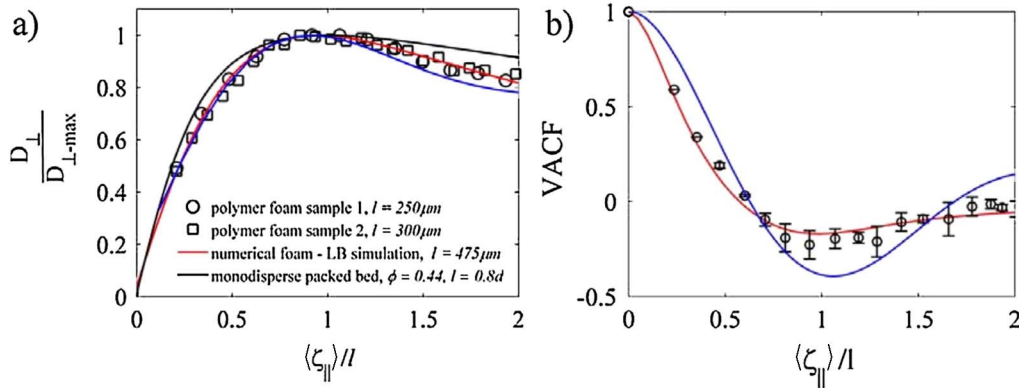 a)
D⊥
D⊥-max
1
0.8
0.6
0.4
0.2
0
0
0.5
1
1.5
2
polymer foam sample 1, l = 250μm
polymer foam sample 2, l = 300μm
numerical foam - LB simulation, l = 475μm
monodisperse packed bed, ϕ = 0.44, l = 0.8d
⟨ζ||⟩/l
b)
VACF
1
0.5
0
-0.5
0
0.5
1
1.5
2
⟨ζ||⟩/l